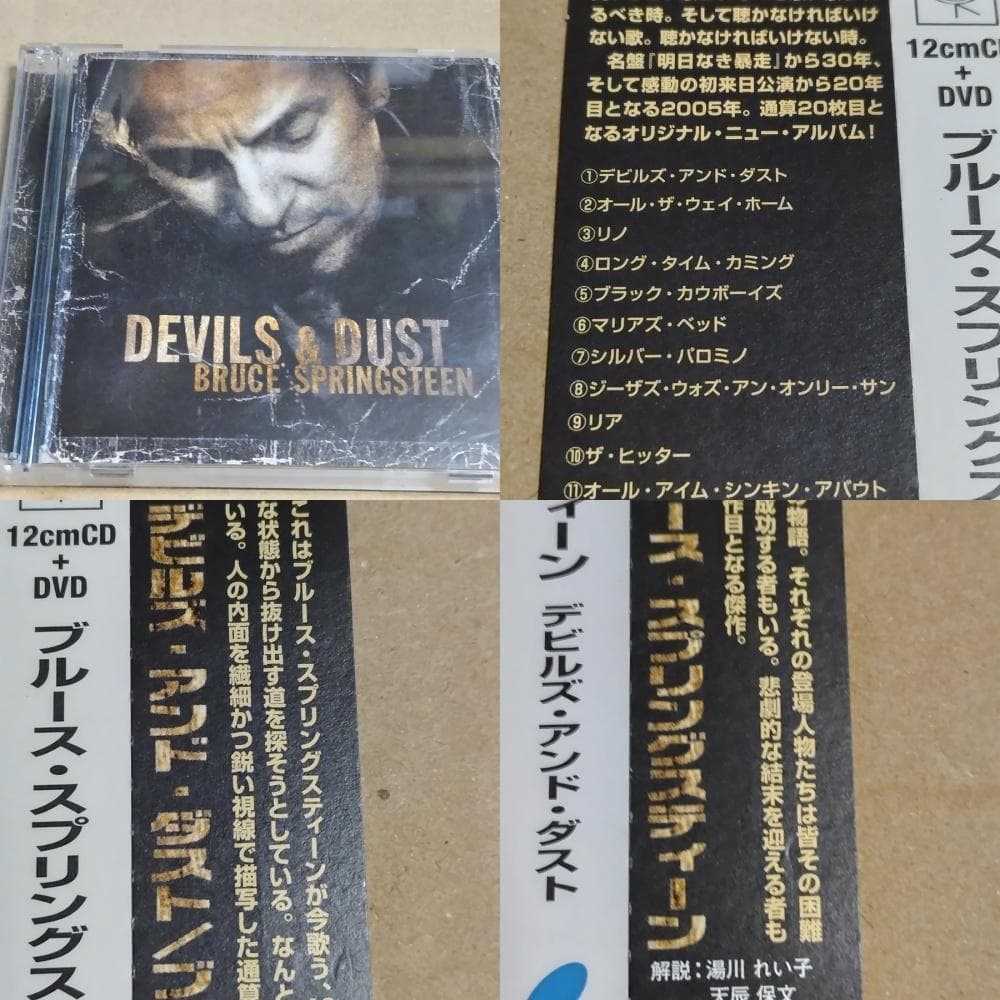 DEVILS & DUST
BRUCE SPRINGSTEEN
るべき時。そして聴かなければいけ
ない歌。聴かなければいけない時。
名盤『明日なき暴走』から30年、
そして感動の初来日公演から20年
目となる2005年。通算20枚目と
なるオリジナル・ニュー・アルバム!
①デビルズ・アンド・ダスト
②オール・ザ・ウェイ・ホーム
③リノ
④ロング・タイム・カミング
⑤ブラック・カウボーイズ
⑥マリアズ・ベッド
⑦シルバー・パロミノ
⑧ジーザズ・ウォズ・アン・オンリー・サン
⑨リア
⑩ザ・ヒッター
⑪オール・アイム・シンキン・アバウト
12cmCD
+
DVD
ブルース・スプリングス
12cmCD
+
DVD
ブルース・スプリングス
デビルズ・アンド・ダスト/ブ
これはブルース・スプリングスティーンが今歌う、
な状態から抜け出す道を探そうとしている。なんと
いる。人の内面を繊細かつ鋭い視線で描写した通算
ィーン デビルズ・アンド・ダスト
ース・スプリングスティーン
物語。それぞれの登場人物たちは皆その困難
成功する者もいる。悲劇的な結末を迎える者も
作目となる傑作。
解説:湯川 れい子
天辰 保文